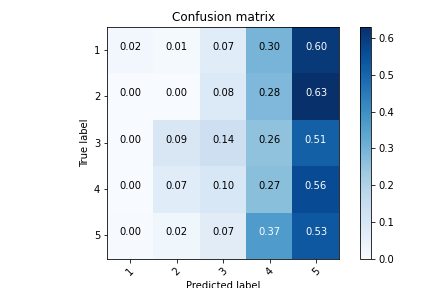 Confusion matrix
1 0.02 0.01 0.07 0.30 0.60
2 0.00 0.00 0.08 0.28 0.63
3 0.00 0.09 0.14 0.26 0.51
4 0.00 0.07 0.10 0.27 0.56
5 0.00 0.02 0.07 0.37 0.53
True label
1 2 3 4 5
Predicted label
0.6
0.5
0.4
0.3
0.2
0.1
0.0